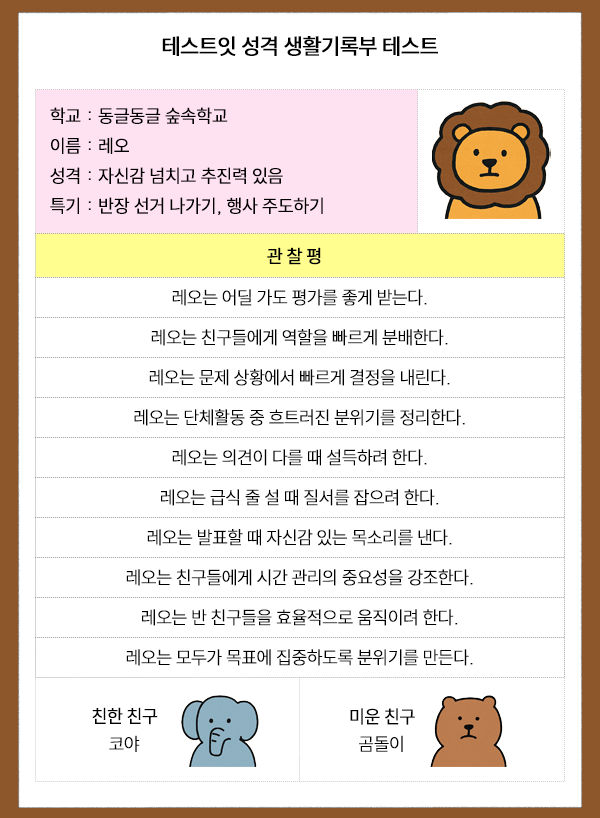 테스트잇 성격 생활기록부 테스트
학교 : 동글동글 숲속학교
이름 : 레오
성격 : 자신감 넘치고 추진력 있음
특기 : 반장 선거 나가기, 행사 주도하기
관 찰 평
레오는 어딜 가도 평가를 좋게 받는다.
레오는 친구들에게 역할을 빠르게 분배한다.
레오는 문제 상황에서 빠르게 결정을 내린다.
레오는 단체활동 중 흐트러진 분위기를 정리한다.
레오는 의견이 다를 때 설득하려 한다.
레오는 급식 줄 설 때 질서를 잡으려 한다.
레오는 발표할 때 자신감 있는 목소리를 낸다.
레오는 친구들에게 시간 관리의 중요성을 강조한다.
레오는 반 친구들을 효율적으로 움직이려 한다.
레오는 모두가 목표에 집중하도록 분위기를 만든다.
친한 친구
코야
미운 친구
곰돌이